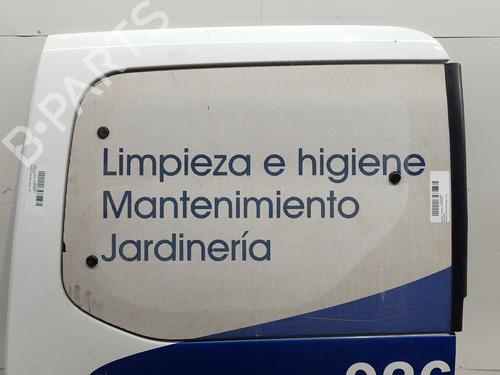 B-PARTS
Limpieza e higiene
Mantenimiento
Jardinería